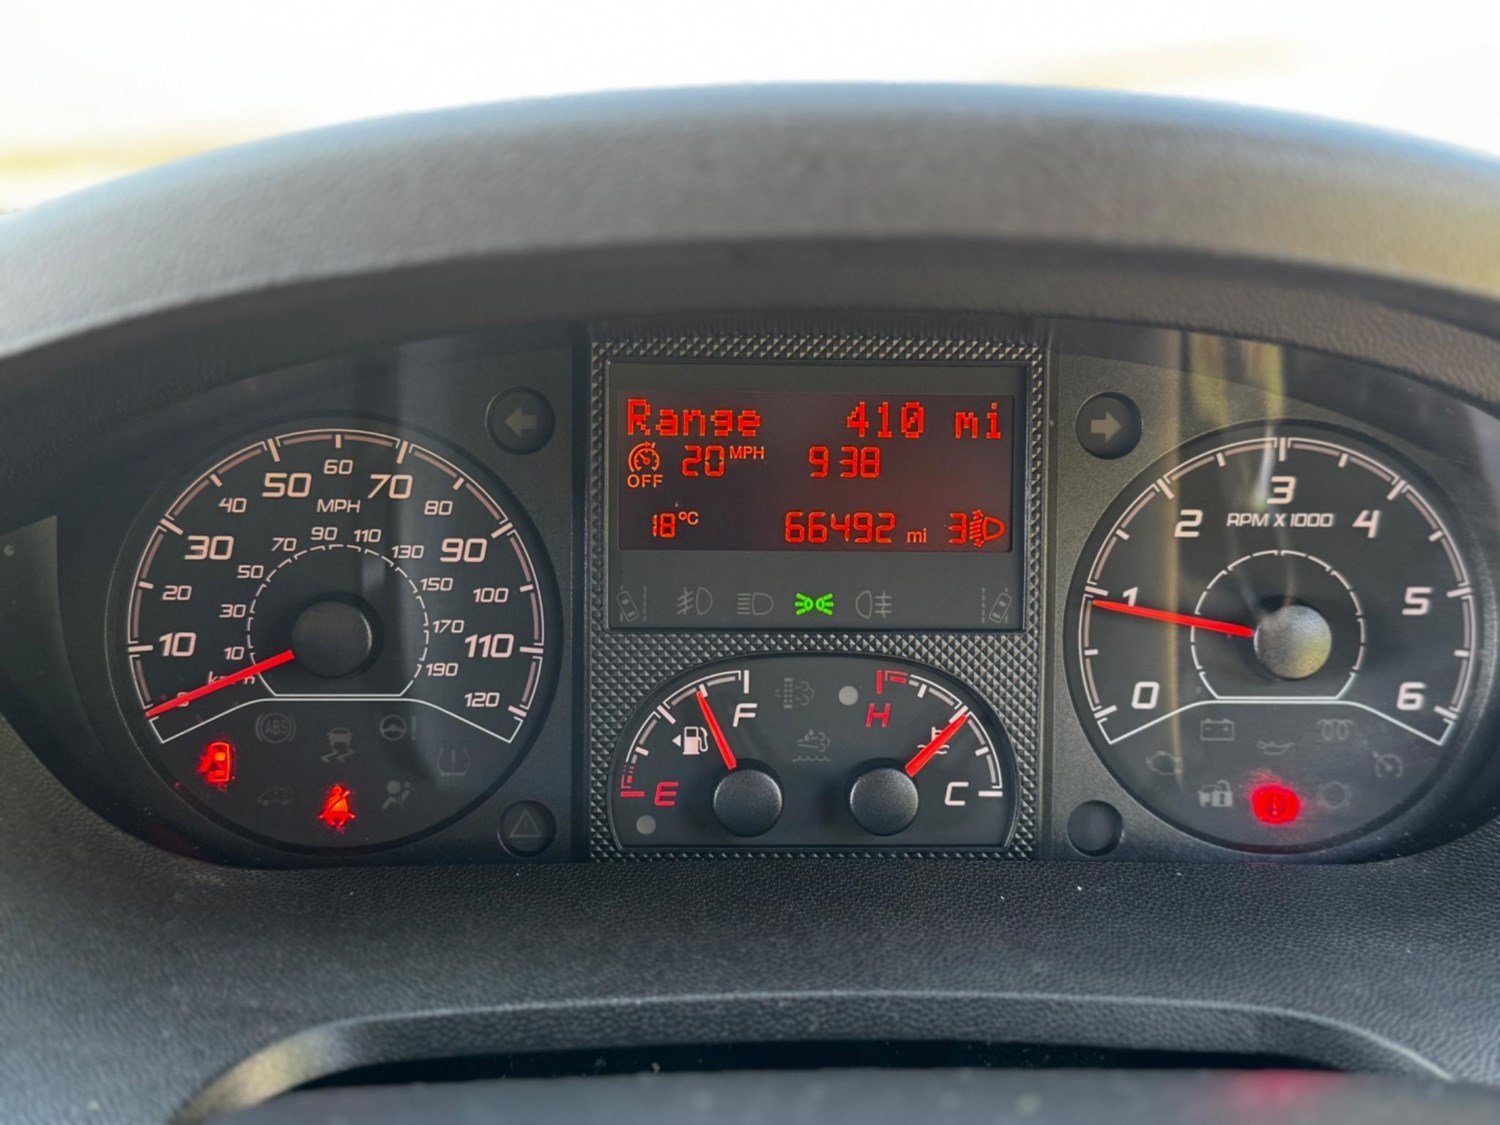 Range 410 mi
OFF 20 MPH 9 38
18°C 66492 mi 3
0 10 20 30 40 50 60 70 80 90 100 110 120
MPH
10 30 50 70 90 110 130 150 170 190
ABS
F
E
H
C
0 1 2 3 4 5 6
RPM X 1000